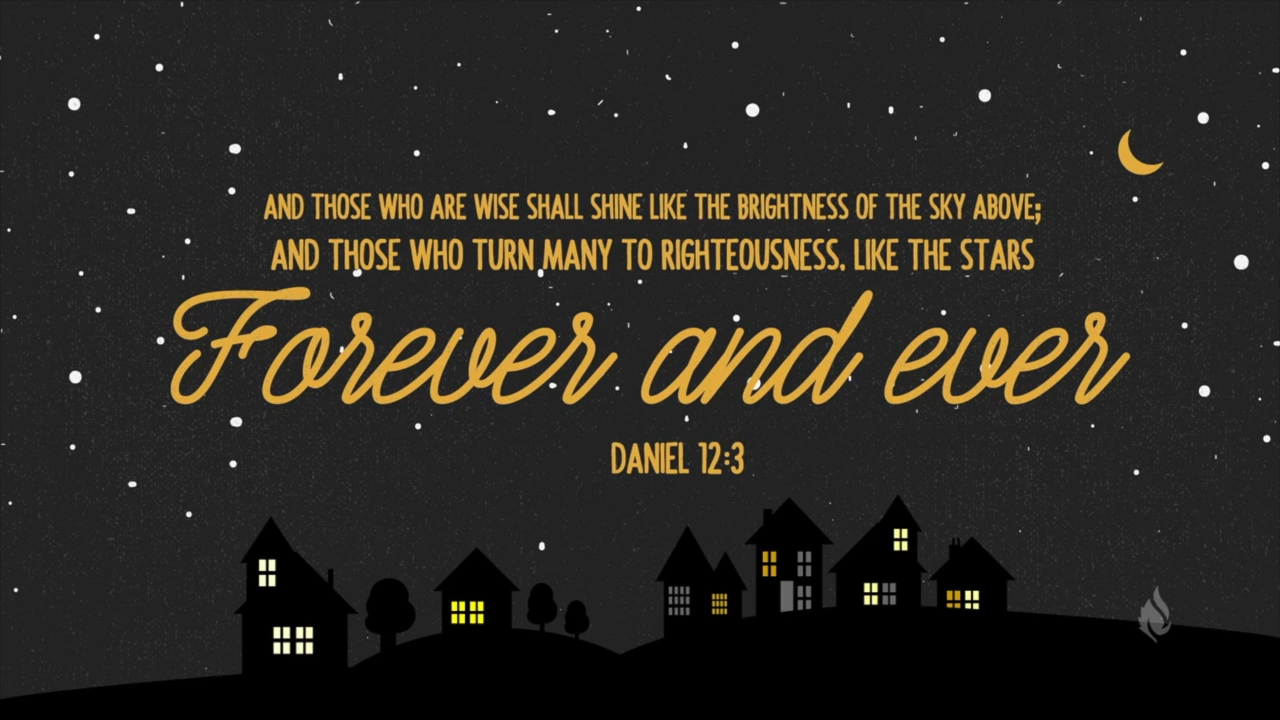 AND THOSE WHO ARE WISE SHALL SHINE LIKE THE BRIGHTNESS OF THE SKY ABOVE;
AND THOSE WHO TURN MANY TO RIGHTEOUSNESS, LIKE THE STARS
Forever and ever
DANIEL 12:3